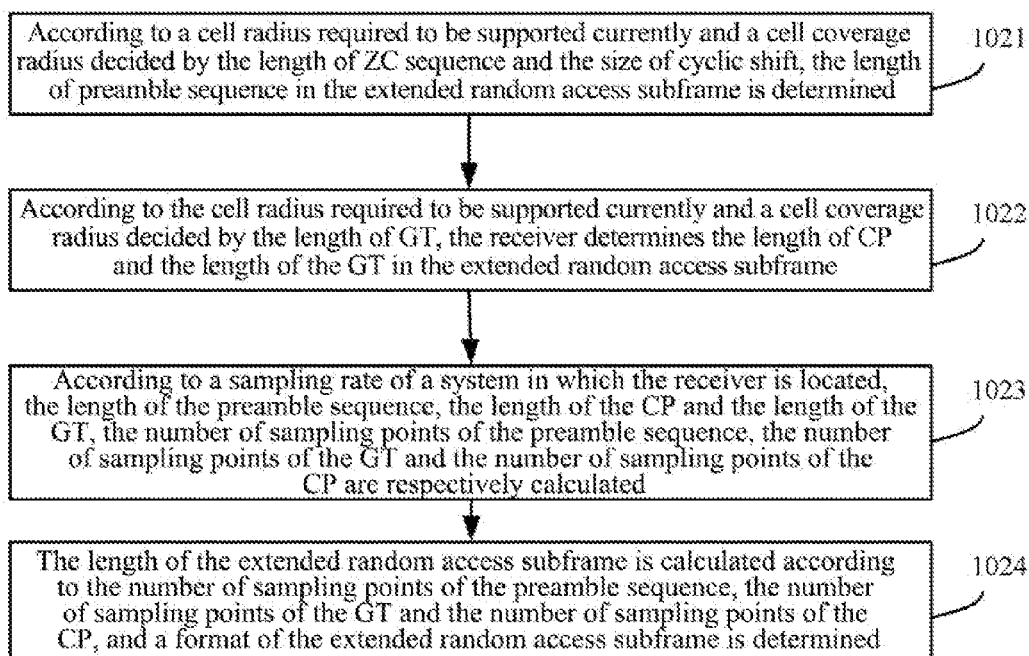 According to a cell radius required to be supported currently and a cell coverage
radius decided by the length of ZC sequence and the size of cyclic shift, the length
of preamble sequence in the extended random access subframe is determined
1021
According to the cell radius required to be supported currently and a cell coverage
radius decided by the length of GT, the receiver determines the length of CP
and the length of the GT in the extended random access subframe
1022
According to a sampling rate of a system in which the receiver is located,
the length of the preamble sequence, the length of the CP and the length of the
GT, the number of sampling points of the preamble sequence, the number
of sampling points of the GT and the number of sampling points of the
CP are respectively calculated
1023
The length of the extended random access subframe is calculated according
to the number of sampling points of the preamble sequence, the number
of sampling points of the GT and the number of sampling points of the
CP, and a format of the extended random access subframe is determined
1024